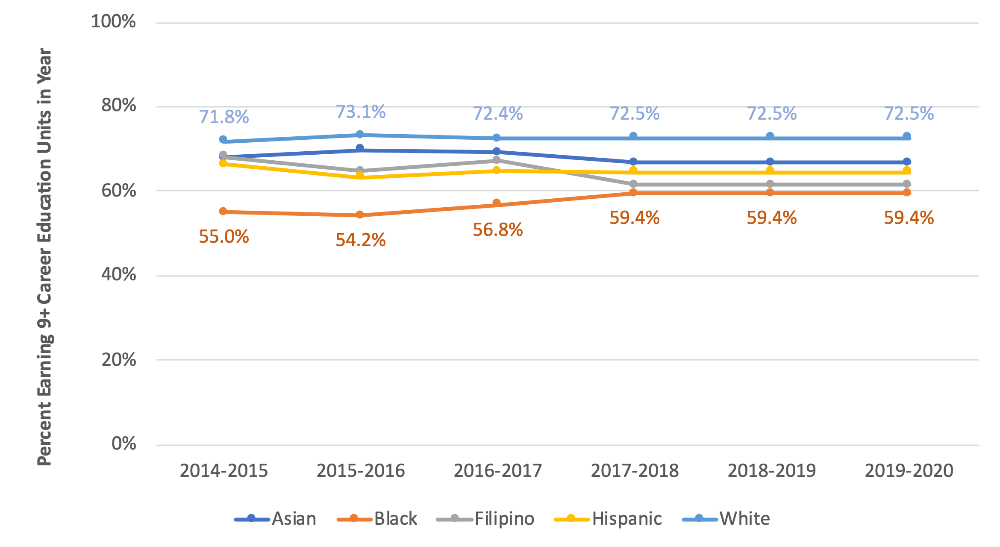 Percent Earning 9+ Career Education Units in Year
100%
80%
60%
40%
20%
0%
71.8% 73.1% 72.4% 72.5% 72.5% 72.5%
55.0% 54.2% 56.8% 59.4% 59.4% 59.4%
2014-2015 2015-2016 2016-2017 2017-2018 2018-2019 2019-2020
Asian Black Filipino Hispanic White